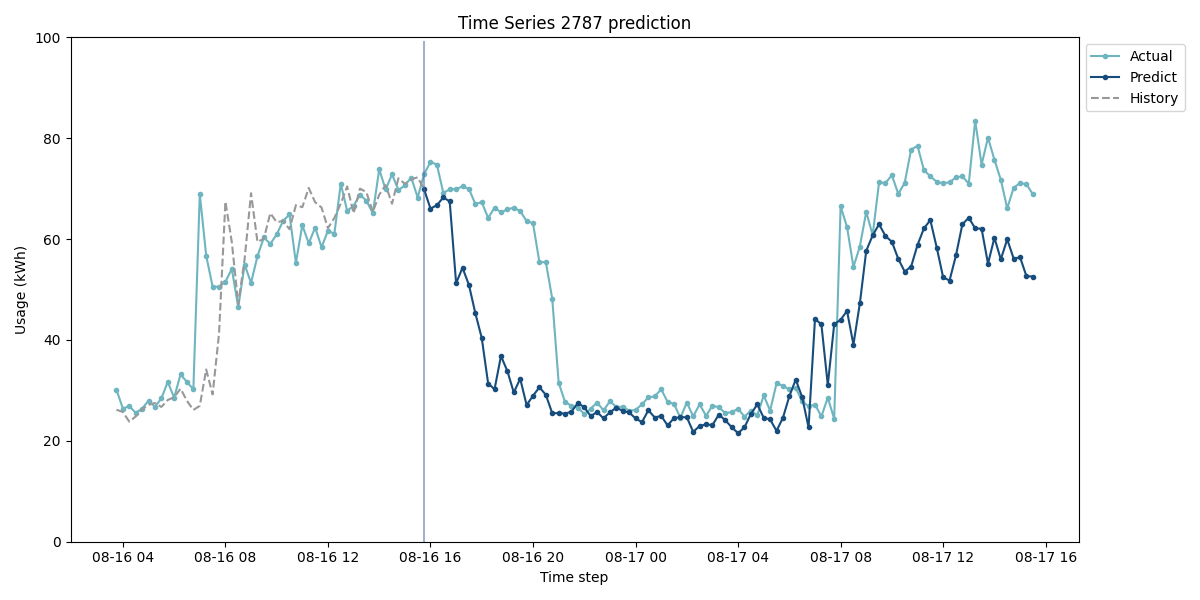 Time Series 2787 prediction
100
80
60
40
20
0
Usage (kWh)
08-16 04
08-16 08
08-16 12
08-16 16
08-16 20
08-17 00
08-17 04
08-17 08
08-17 12
08-17 16
Time step
Actual
Predict
History